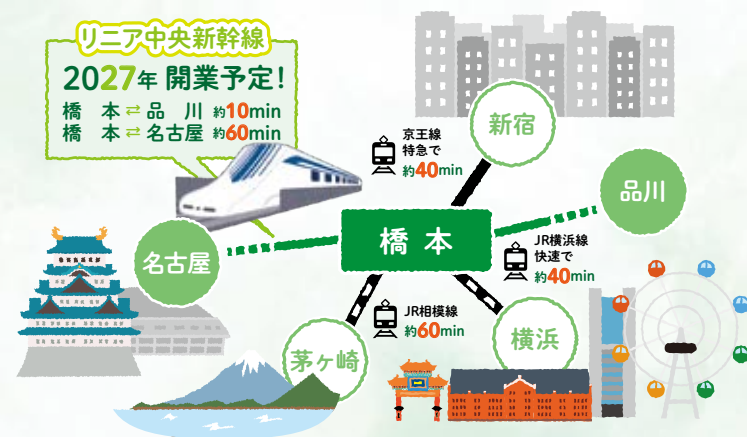 リニア中央新幹線
2027年 開業予定!
橋 本 ⇄ 品 川 約10min
橋 本 ⇄ 名古屋 約60min
新宿
京王線
特急で
約40min
品川
橋 本
名古屋
JR横浜線
快速で
約40min
JR相模線
約60min
横浜
茅ヶ崎